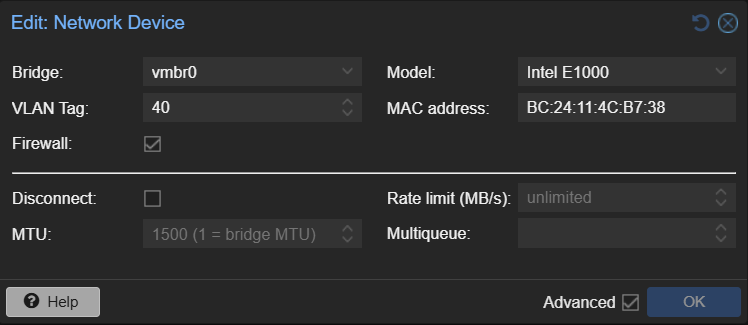 Edit: Network Device
Bridge: vmbr0 Model: Intel E1000
VLAN Tag: 40 MAC address: BC:24:11:4C:B7:38
Firewall:
Disconnect: Rate limit (MB/s): unlimited
MTU: 1500 (1 = bridge MTU) Multiqueue:
? Help Advanced OK